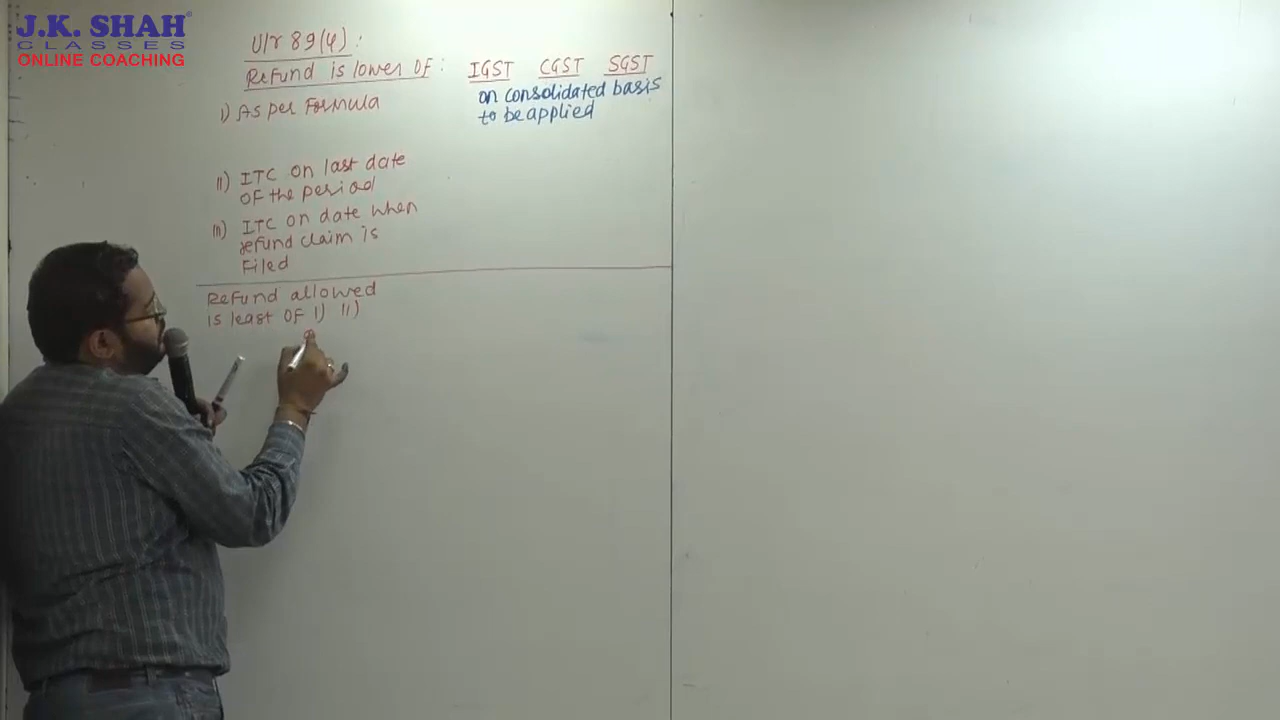 J.K. SHAH®
CLASSES
ONLINE COACHING
U/r 89(4):
Refund is lower of:
IGST CGST SGST
on consolidated basis
to be applied
i) As per Formula
ii) ITC on last date
of the period
iii) ITC on date when
refund claim is
Filed
Refund allowed
is least of i) ii)